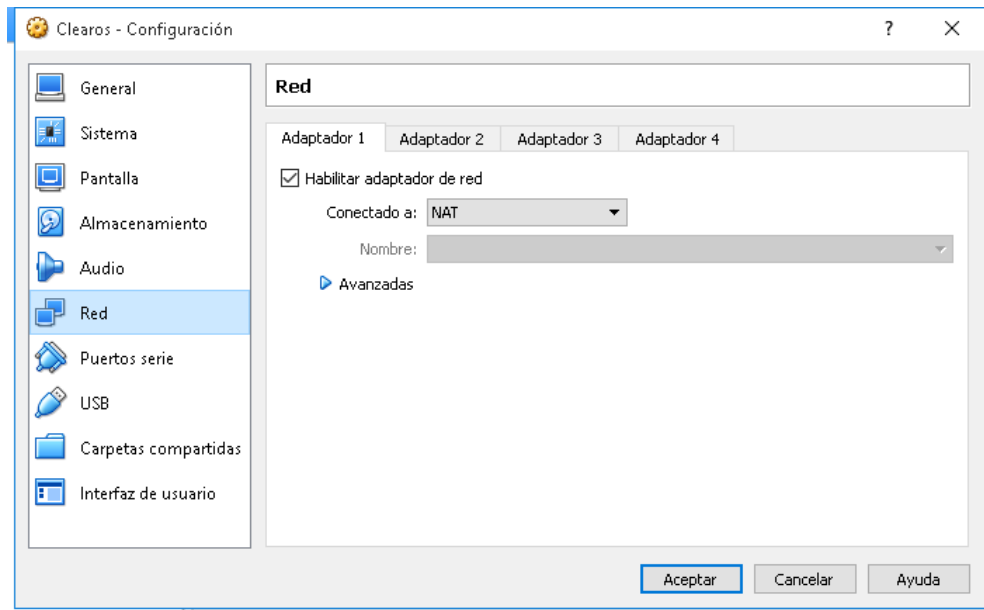 Clearos - Configuración
?
General
Sistema
Pantalla
Almacenamiento
Audio
Red
Puertos serie
USB
Carpetas compartidas
Interfaz de usuario
Red
Adaptador 1 Adaptador 2 Adaptador 3 Adaptador 4
Habilitar adaptador de red
Conectado a: NAT
Nombre:
Avanzadas
Aceptar Cancelar Ayuda